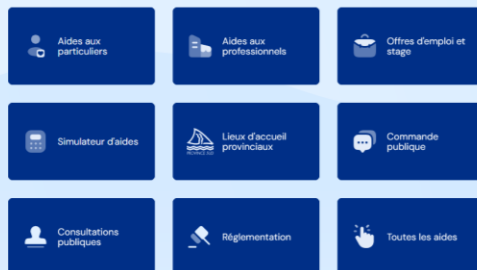 Aides aux
particuliers
Aides aux
professionnels
Offres d'emploi et
stage
Simulateur d'aides
Lieux d'accueil
provinciaux
Commande
publique
Consultations
publiques
Réglementation
Toutes les aides